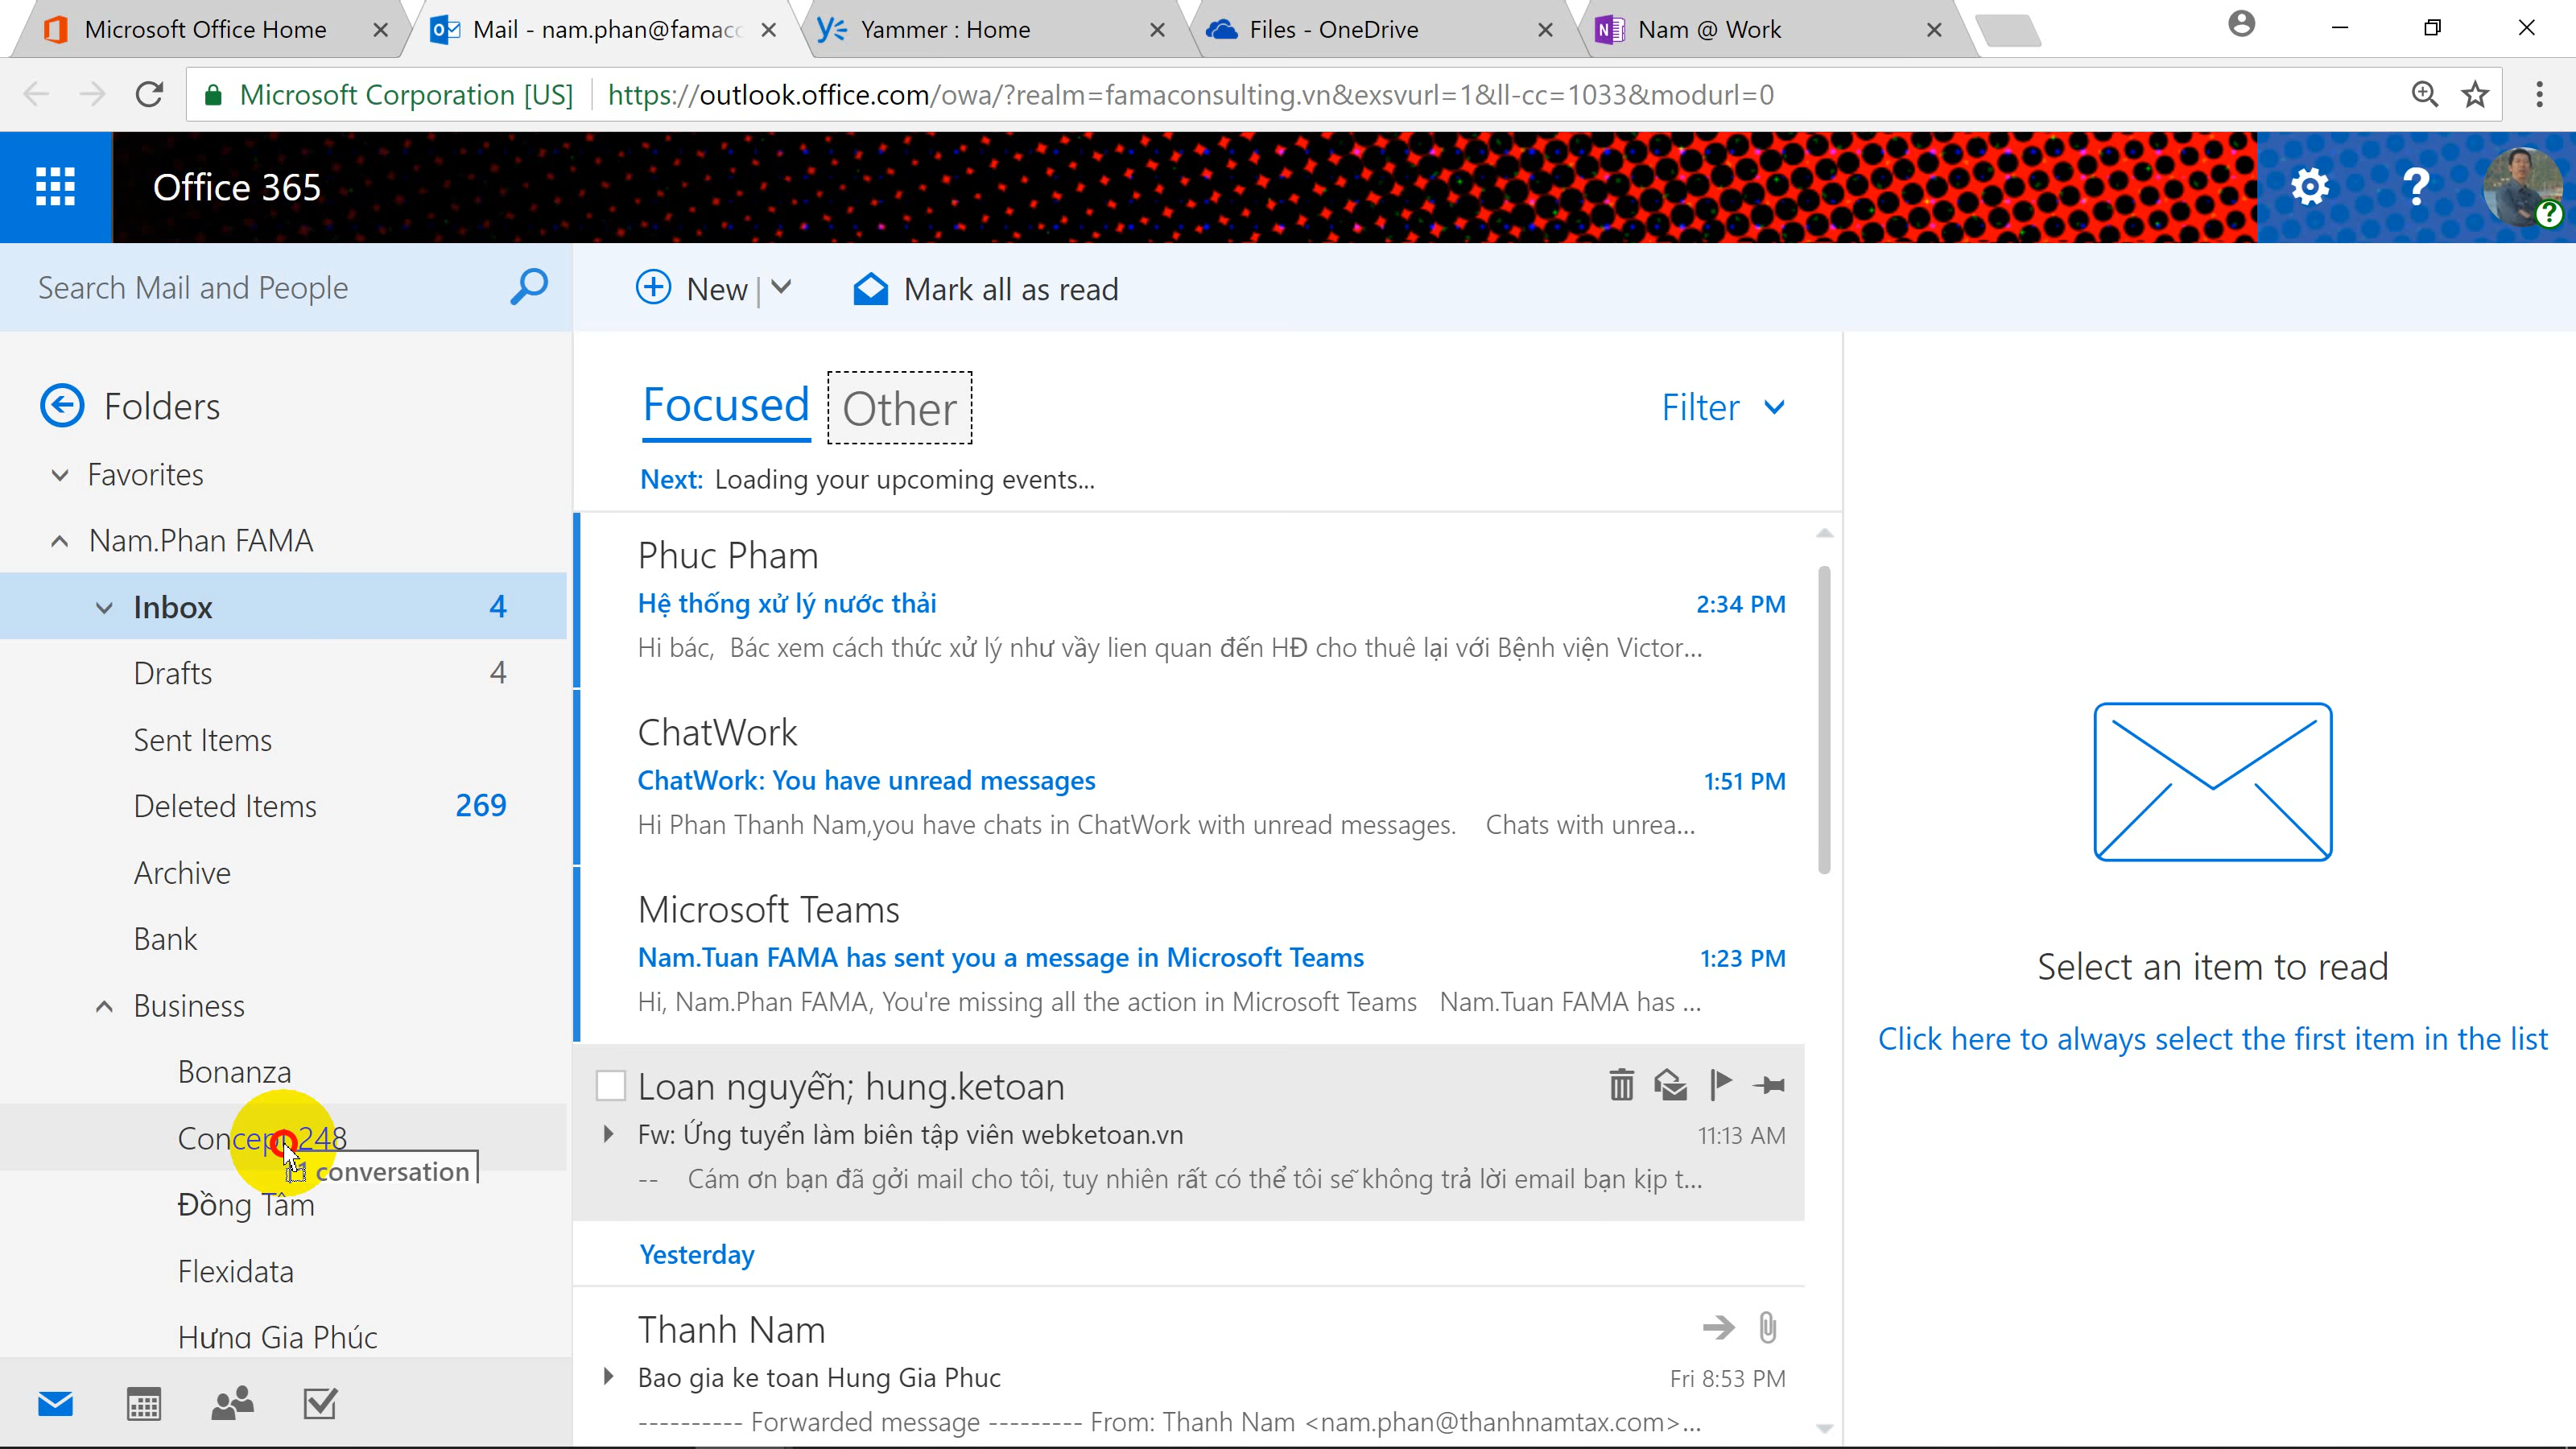 Microsoft Office Home
Mail - nam.phan@famacc
Yammer : Home
Files - OneDrive
Nam @ Work
Microsoft Corporation [US]
https://outlook.office.com/owa/?realm=famaconsulting.vn&exsvurl=1&ll-cc=1033&modurl=0
Office 365
Search Mail and People
New
Mark all as read
Folders
Favorites
Nam.Phan FAMA
Inbox 4
Drafts 4
Sent Items
Deleted Items 269
Archive
Bank
Business
Bonanza
Concept 248
1 conversation
Đồng Tâm
Flexidata
Hưng Gia Phúc
Focused Other
Filter
Next: Loading your upcoming events...
Phuc Pham
Hệ thống xử lý nước thải 2:34 PM
Hi bác, Bác xem cách thức xử lý như vầy lien quan đến HĐ cho thuê lại với Bệnh viện Victor...
ChatWork
ChatWork: You have unread messages 1:51 PM
Hi Phan Thanh Nam,you have chats in ChatWork with unread messages. Chats with unrea...
Microsoft Teams
Nam.Tuan FAMA has sent you a message in Microsoft Teams 1:23 PM
Hi, Nam.Phan FAMA, You're missing all the action in Microsoft Teams Nam.Tuan FAMA has ...
Loan nguyễn; hung.ketoan
Fw: Ứng tuyển làm biên tập viên webketoan.vn 11:13 AM
-- Cám ơn bạn đã gởi mail cho tôi, tuy nhiên rất có thể tôi sẽ không trả lời email bạn kịp t...
Yesterday
Thanh Nam
Bao gia ke toan Hung Gia Phuc Fri 8:53 PM
---------- Forwarded message --------- From: Thanh Nam <nam.phan@thanhnamtax.com>...
Select an item to read
Click here to always select the first item in the list